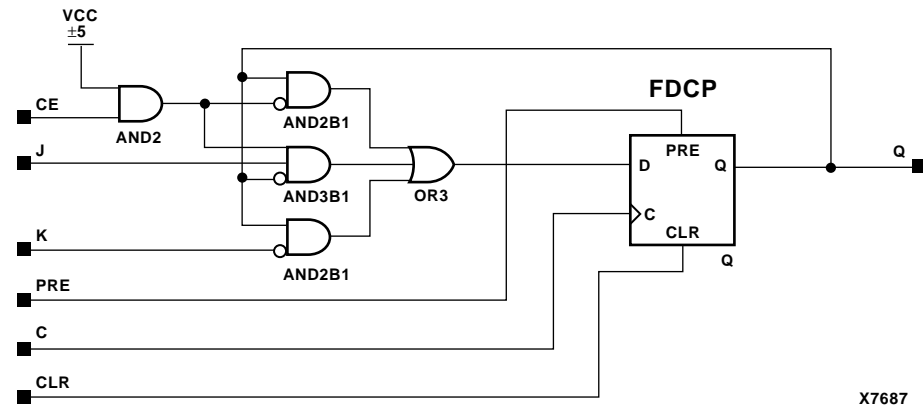 VCC
±5
CE
AND2
AND2B1
FDCP
J
AND3B1
OR3
PRE
D
Q
Q
C
CLR
K
AND2B1
Q
PRE
C
CLR
X7687